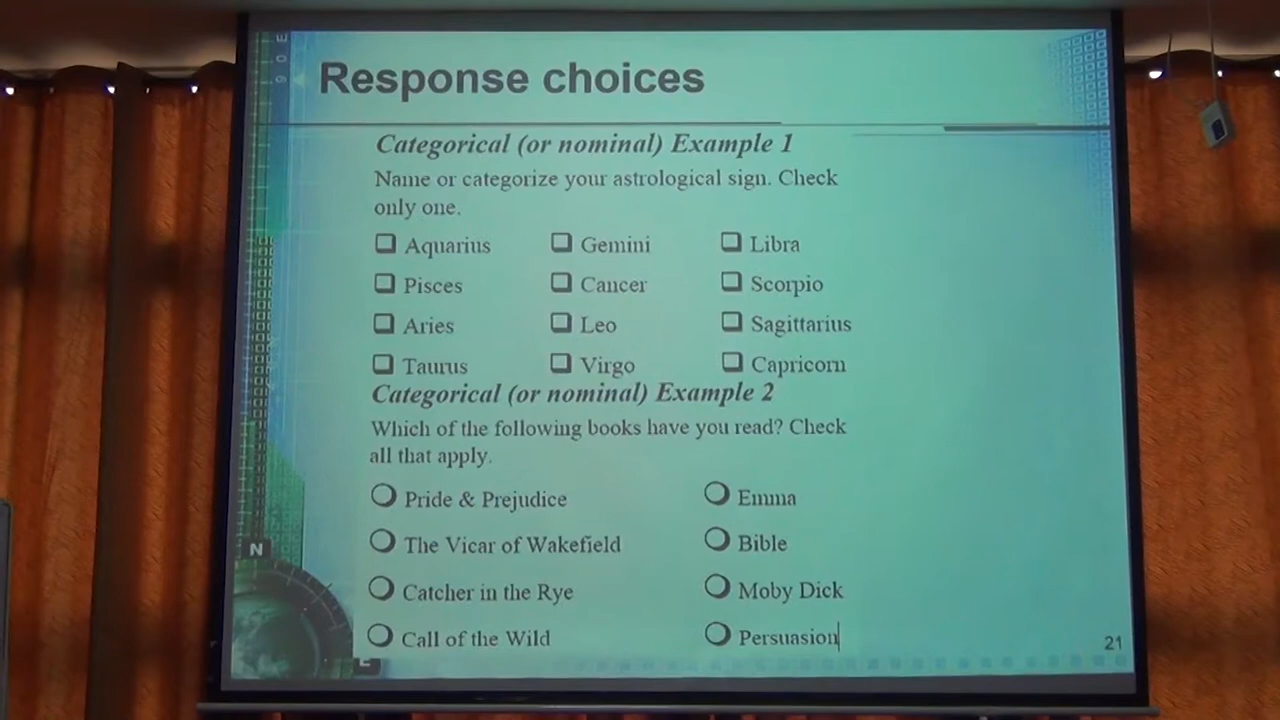 Response choices
Categorical (or nominal) Example 1
Name or categorize your astrological sign. Check
only one.
Aquarius Gemini Libra
Pisces Cancer Scorpio
Aries Leo Sagittarius
Taurus Virgo Capricorn
Categorical (or nominal) Example 2
Which of the following books have you read? Check
all that apply.
Pride & Prejudice Emma
The Vicar of Wakefield Bible
Catcher in the Rye Moby Dick
Call of the Wild Persuasion
N
21